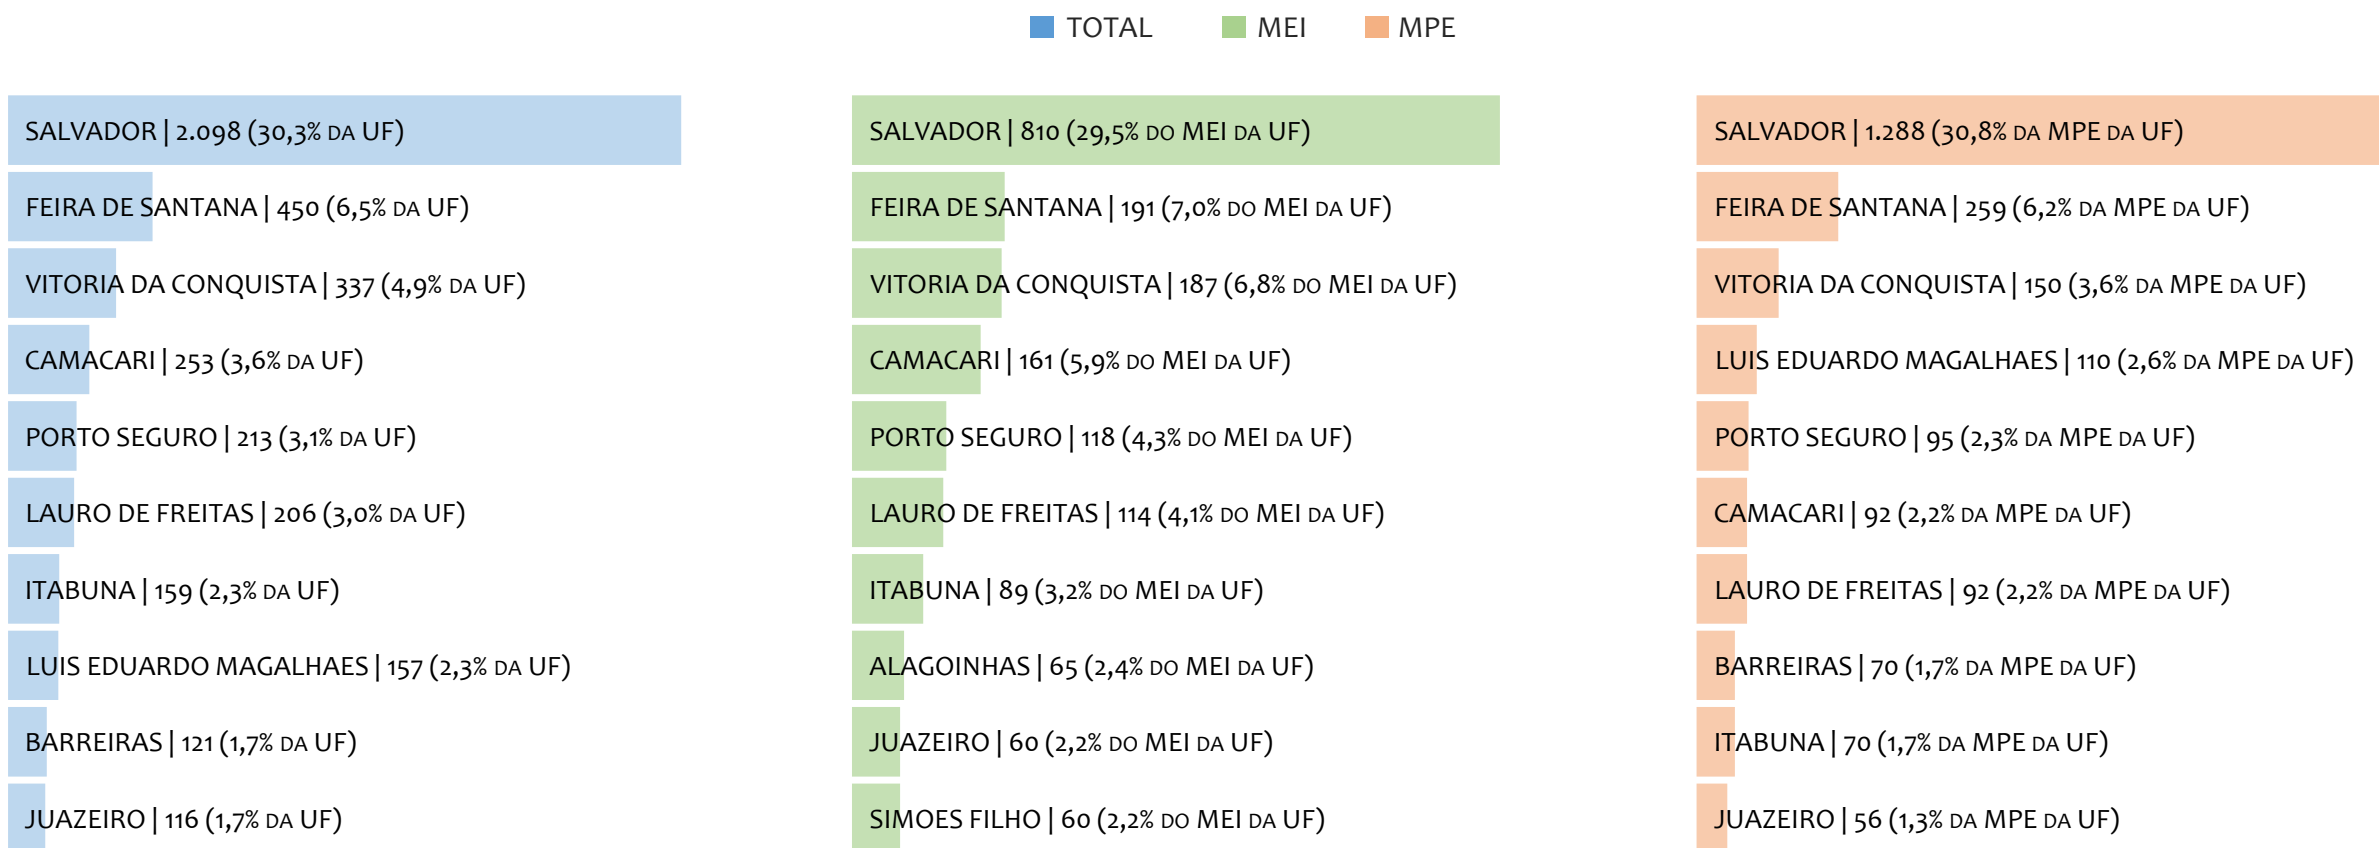 TOTAL MEI MPE
SALVADOR | 2.098 (30,3% DA UF)
FEIRA DE SANTANA | 450 (6,5% DA UF)
VITORIA DA CONQUISTA | 337 (4,9% DA UF)
CAMACARI | 253 (3,6% DA UF)
PORTO SEGURO | 213 (3,1% DA UF)
LAURO DE FREITAS | 206 (3,0% DA UF)
ITABUNA | 159 (2,3% DA UF)
LUIS EDUARDO MAGALHAES | 157 (2,3% DA UF)
BARREIRAS | 121 (1,7% DA UF)
JUAZEIRO | 116 (1,7% DA UF)
SALVADOR | 810 (29,5% DO MEI DA UF)
FEIRA DE SANTANA | 191 (7,0% DO MEI DA UF)
VITORIA DA CONQUISTA | 187 (6,8% DO MEI DA UF)
CAMACARI | 161 (5,9% DO MEI DA UF)
PORTO SEGURO | 118 (4,3% DO MEI DA UF)
LAURO DE FREITAS | 114 (4,1% DO MEI DA UF)
ITABUNA | 89 (3,2% DO MEI DA UF)
ALAGOINHAS | 65 (2,4% DO MEI DA UF)
JUAZEIRO | 60 (2,2% DO MEI DA UF)
SIMOES FILHO | 60 (2,2% DO MEI DA UF)
SALVADOR | 1.288 (30,8% DA MPE DA UF)
FEIRA DE SANTANA | 259 (6,2% DA MPE DA UF)
VITORIA DA CONQUISTA | 150 (3,6% DA MPE DA UF)
LUIS EDUARDO MAGALHAES | 110 (2,6% DA MPE DA UF)
PORTO SEGURO | 95 (2,3% DA MPE DA UF)
CAMACARI | 92 (2,2% DA MPE DA UF)
LAURO DE FREITAS | 92 (2,2% DA MPE DA UF)
BARREIRAS | 70 (1,7% DA MPE DA UF)
ITABUNA | 70 (1,7% DA MPE DA UF)
JUAZEIRO | 56 (1,3% DA MPE DA UF)